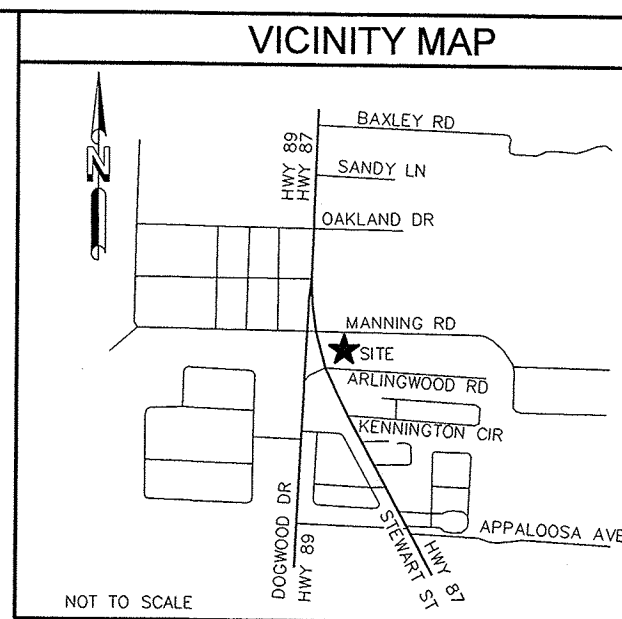 VICINITY MAP
N
BAXLEY RD
HWY 89
HWY 87
SANDY LN
OAKLAND DR
MANNING RD
SITE
ARLINGWOOD RD
KENNINGTON CIR
DOGWOOD DR
HWY 89
STEWART ST
HWY 87
APPALOOSA AVE
NOT TO SCALE